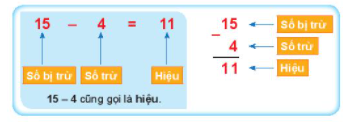 15 – 4 = 11
Số bị trừ Số trừ Hiệu
15 – 4 cũng gọi là hiệu.
15 Số bị trừ
–
4 Số trừ
11 Hiệu